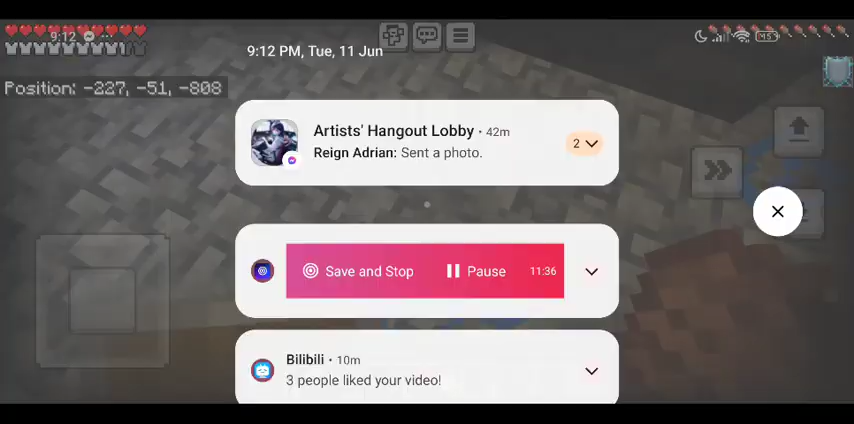 9:12
9:12 PM, Tue, 11 Jun
Position: -227, -51, -808
Artists' Hangout Lobby • 42m
Reign Adrian: Sent a photo.
2
Save and Stop
Pause
11:36
Bilibili • 10m
3 people liked your video!